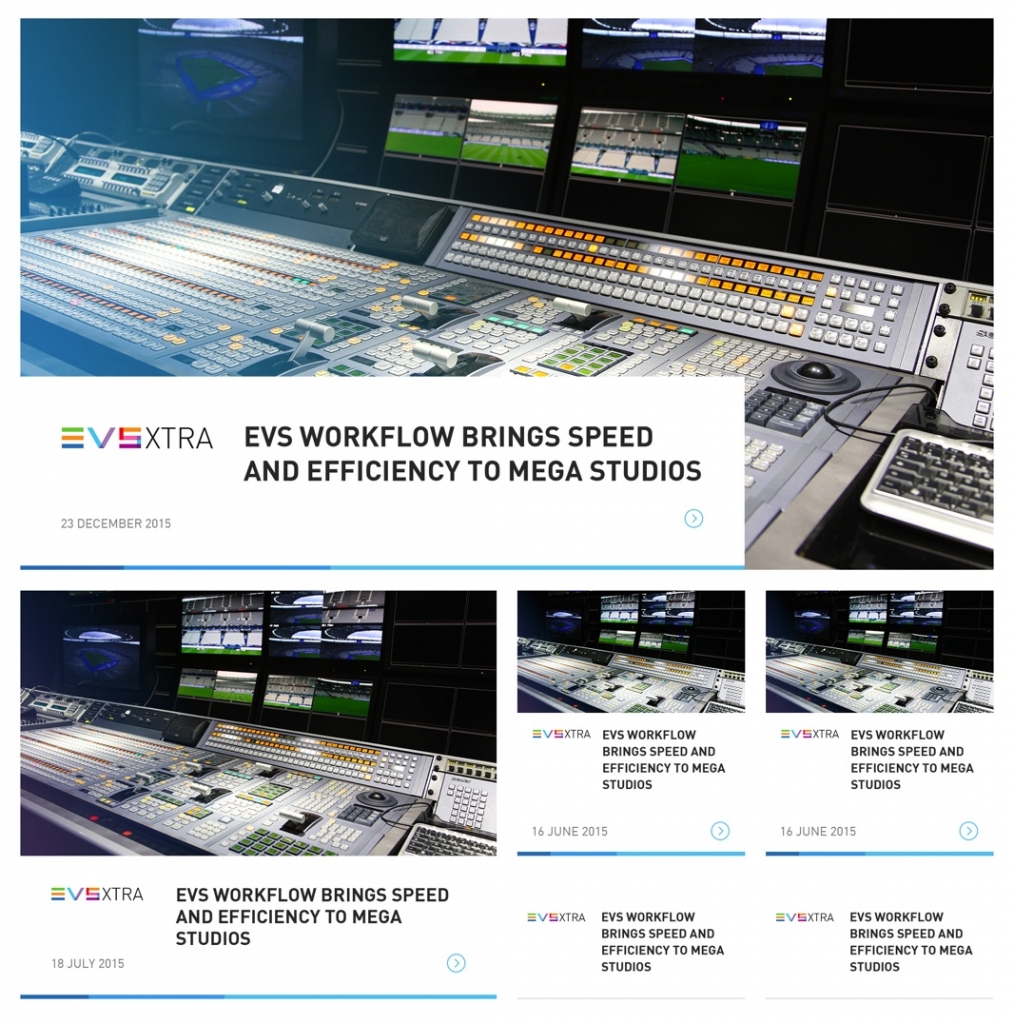 EVSXTRA
EVS WORKFLOW BRINGS SPEED
AND EFFICIENCY TO MEGA STUDIOS
23 DECEMBER 2015
EVSXTRA
EVS WORKFLOW BRINGS SPEED
AND EFFICIENCY TO MEGA
STUDIOS
18 JULY 2015
EVSXTRA
EVS WORKFLOW
BRINGS SPEED AND
EFFICIENCY TO MEGA
STUDIOS
16 JUNE 2015
EVSXTRA
EVS WORKFLOW
BRINGS SPEED AND
EFFICIENCY TO MEGA
STUDIOS
16 JUNE 2015
EVSXTRA
EVS WORKFLOW
BRINGS SPEED AND
EFFICIENCY TO MEGA
STUDIOS
EVSXTRA
EVS WORKFLOW
BRINGS SPEED AND
EFFICIENCY TO MEGA
STUDIOS